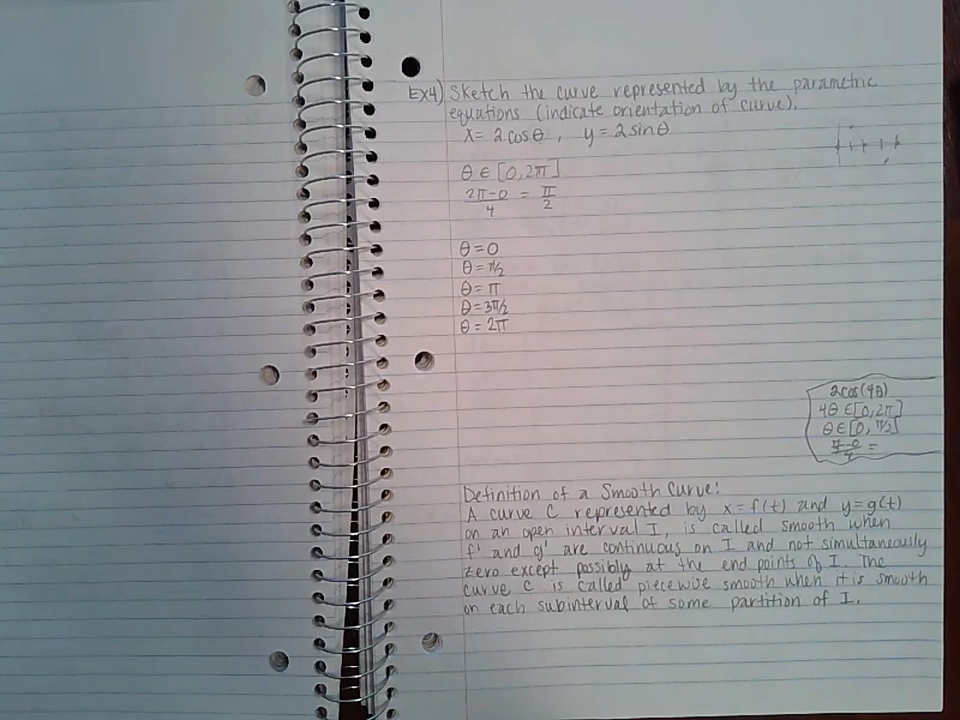 Ex4) Sketch the curve represented by the parametric
equations (indicate orientation of curve).
x = 2cosθ, y = 2sinθ
θ ∈ [0, 2π]
(2π-0)/4 = π/2
θ = 0
θ = π/2
θ = π
θ = 3π/2
θ = 2π
2cos(4θ)
4θ ∈ [0, 2π]
θ ∈ [0, π/2]
Definition of a Smooth Curve:
A curve C represented by x = f(t) and y = g(t)
on an open interval I, is called smooth when
f' and g' are continuous on I and not simultaneously
zero except possibly at the end points of I. The
curve C is called piecewise smooth when it is smooth
on each subinterval of some partition of I.